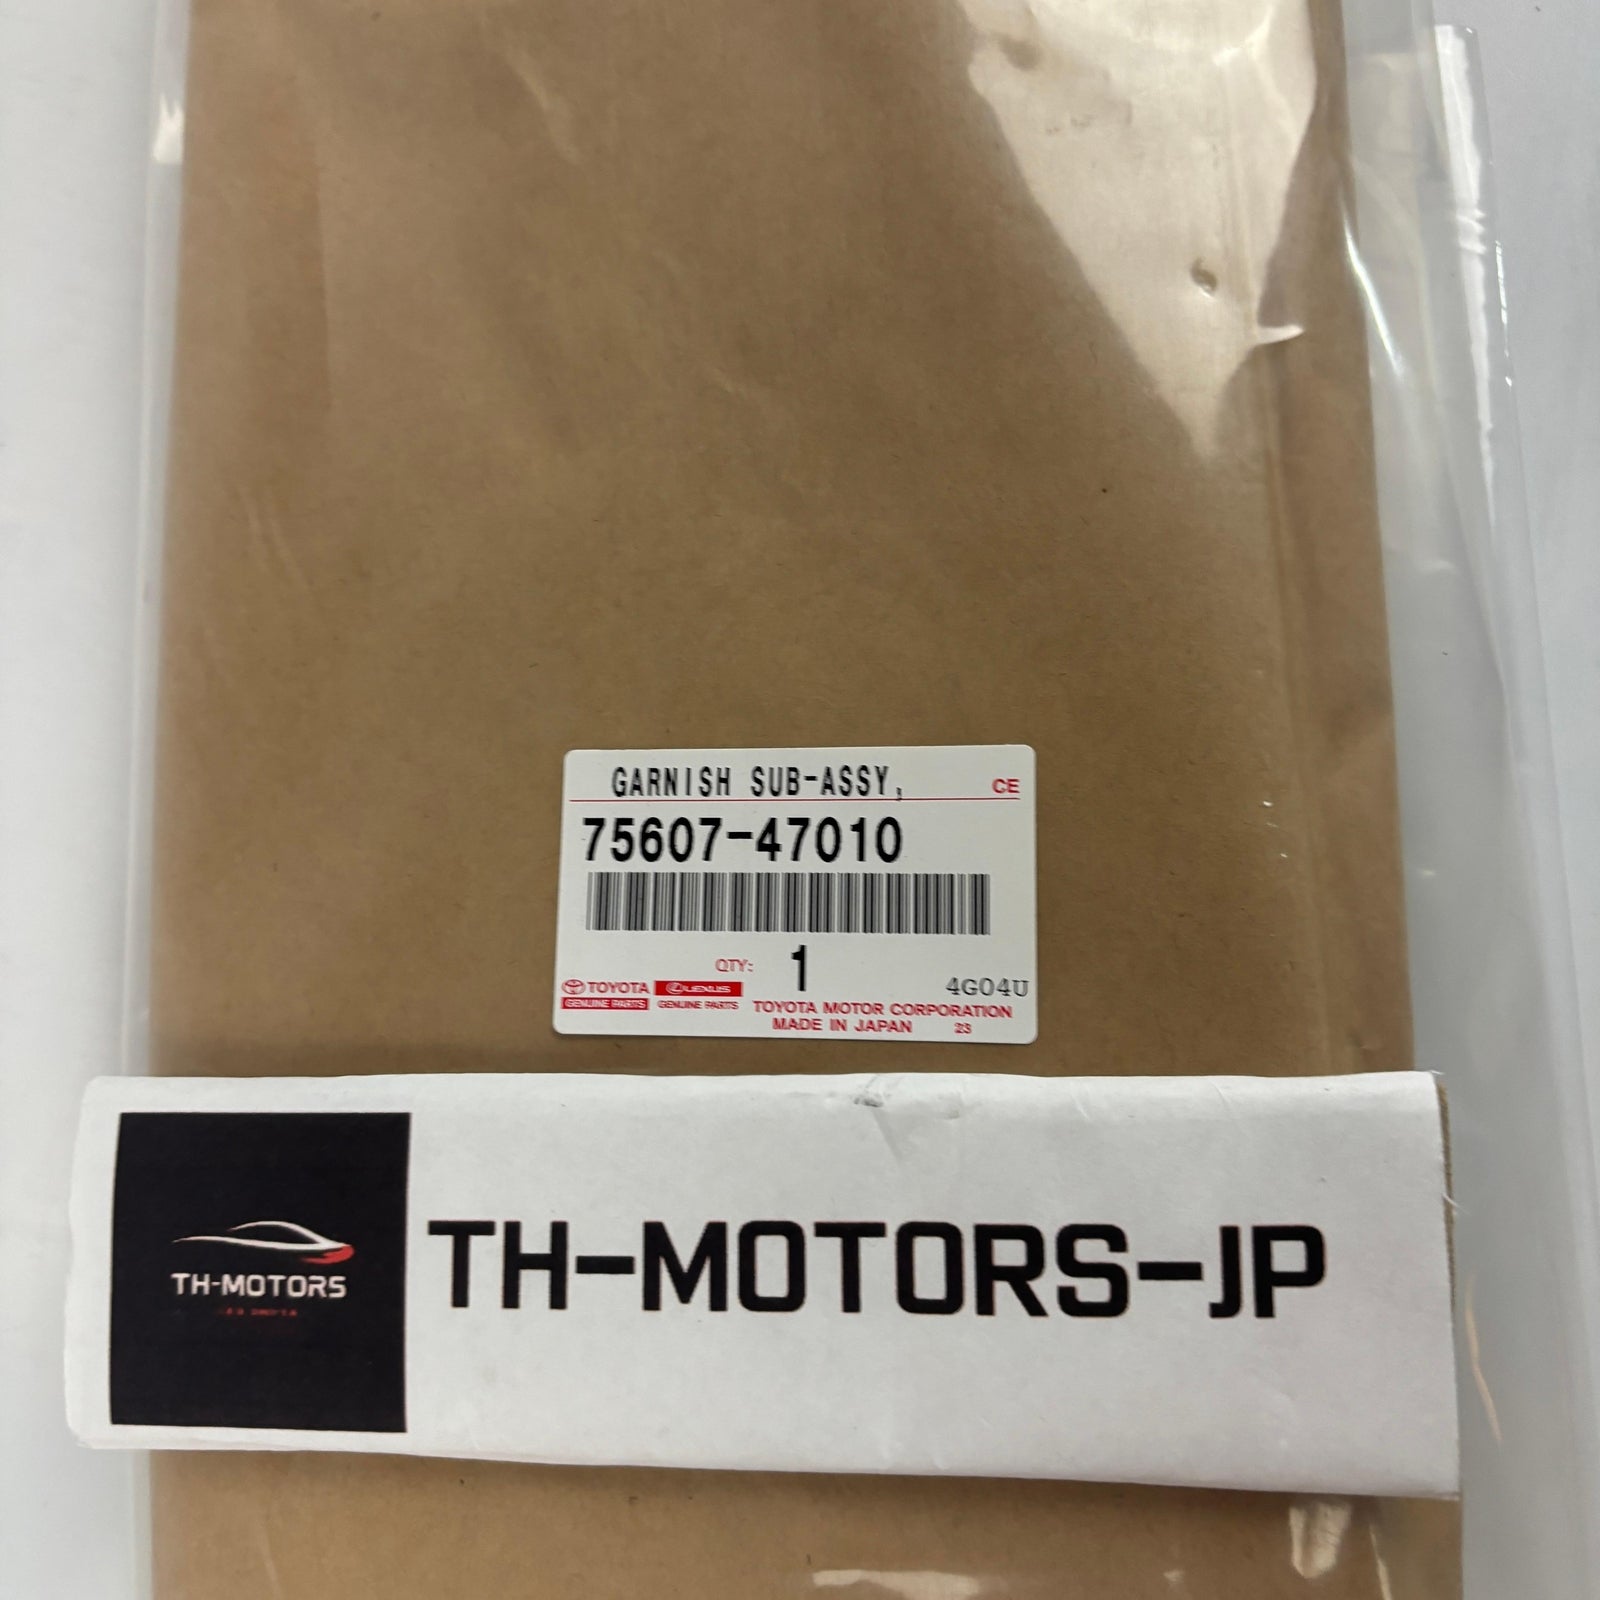 GARNISH SUB-ASSY,
CE
75607-47010
QTY: 1
4G04U
TOYOTA LEXUS
GENUINE PARTS GENUINE PARTS
TOYOTA MOTOR CORPORATION
MADE IN JAPAN 23
TH-MOTORS
TH-MOTORS-JP